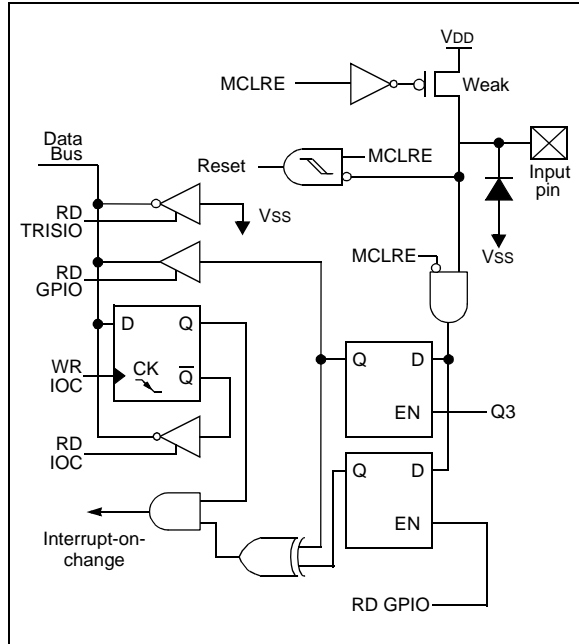 VDD
MCLRE
Weak
Data
Bus
Reset
MCLRE
Input
pin
RD
TRISIO
VSS
VSS
RD
GPIO
MCLRE
D
Q
Q
D
WR
IOC
CK
Q
EN
Q3
RD
IOC
Q
D
EN
Interrupt-on-
change
RD GPIO